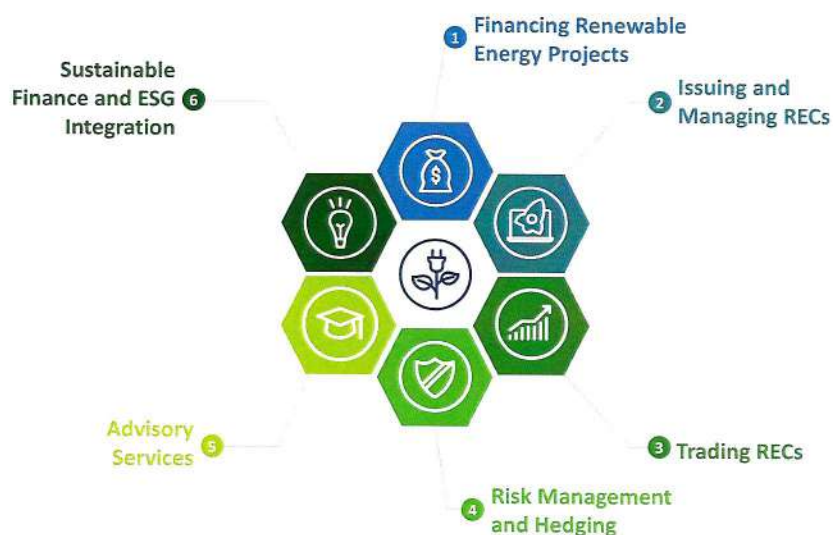 1 Financing Renewable
Energy Projects
2 Issuing and
Managing RECs
3 Trading RECs
4 Risk Management
and Hedging
Advisory
Services 5
Sustainable
Finance and ESG 6
Integration
$